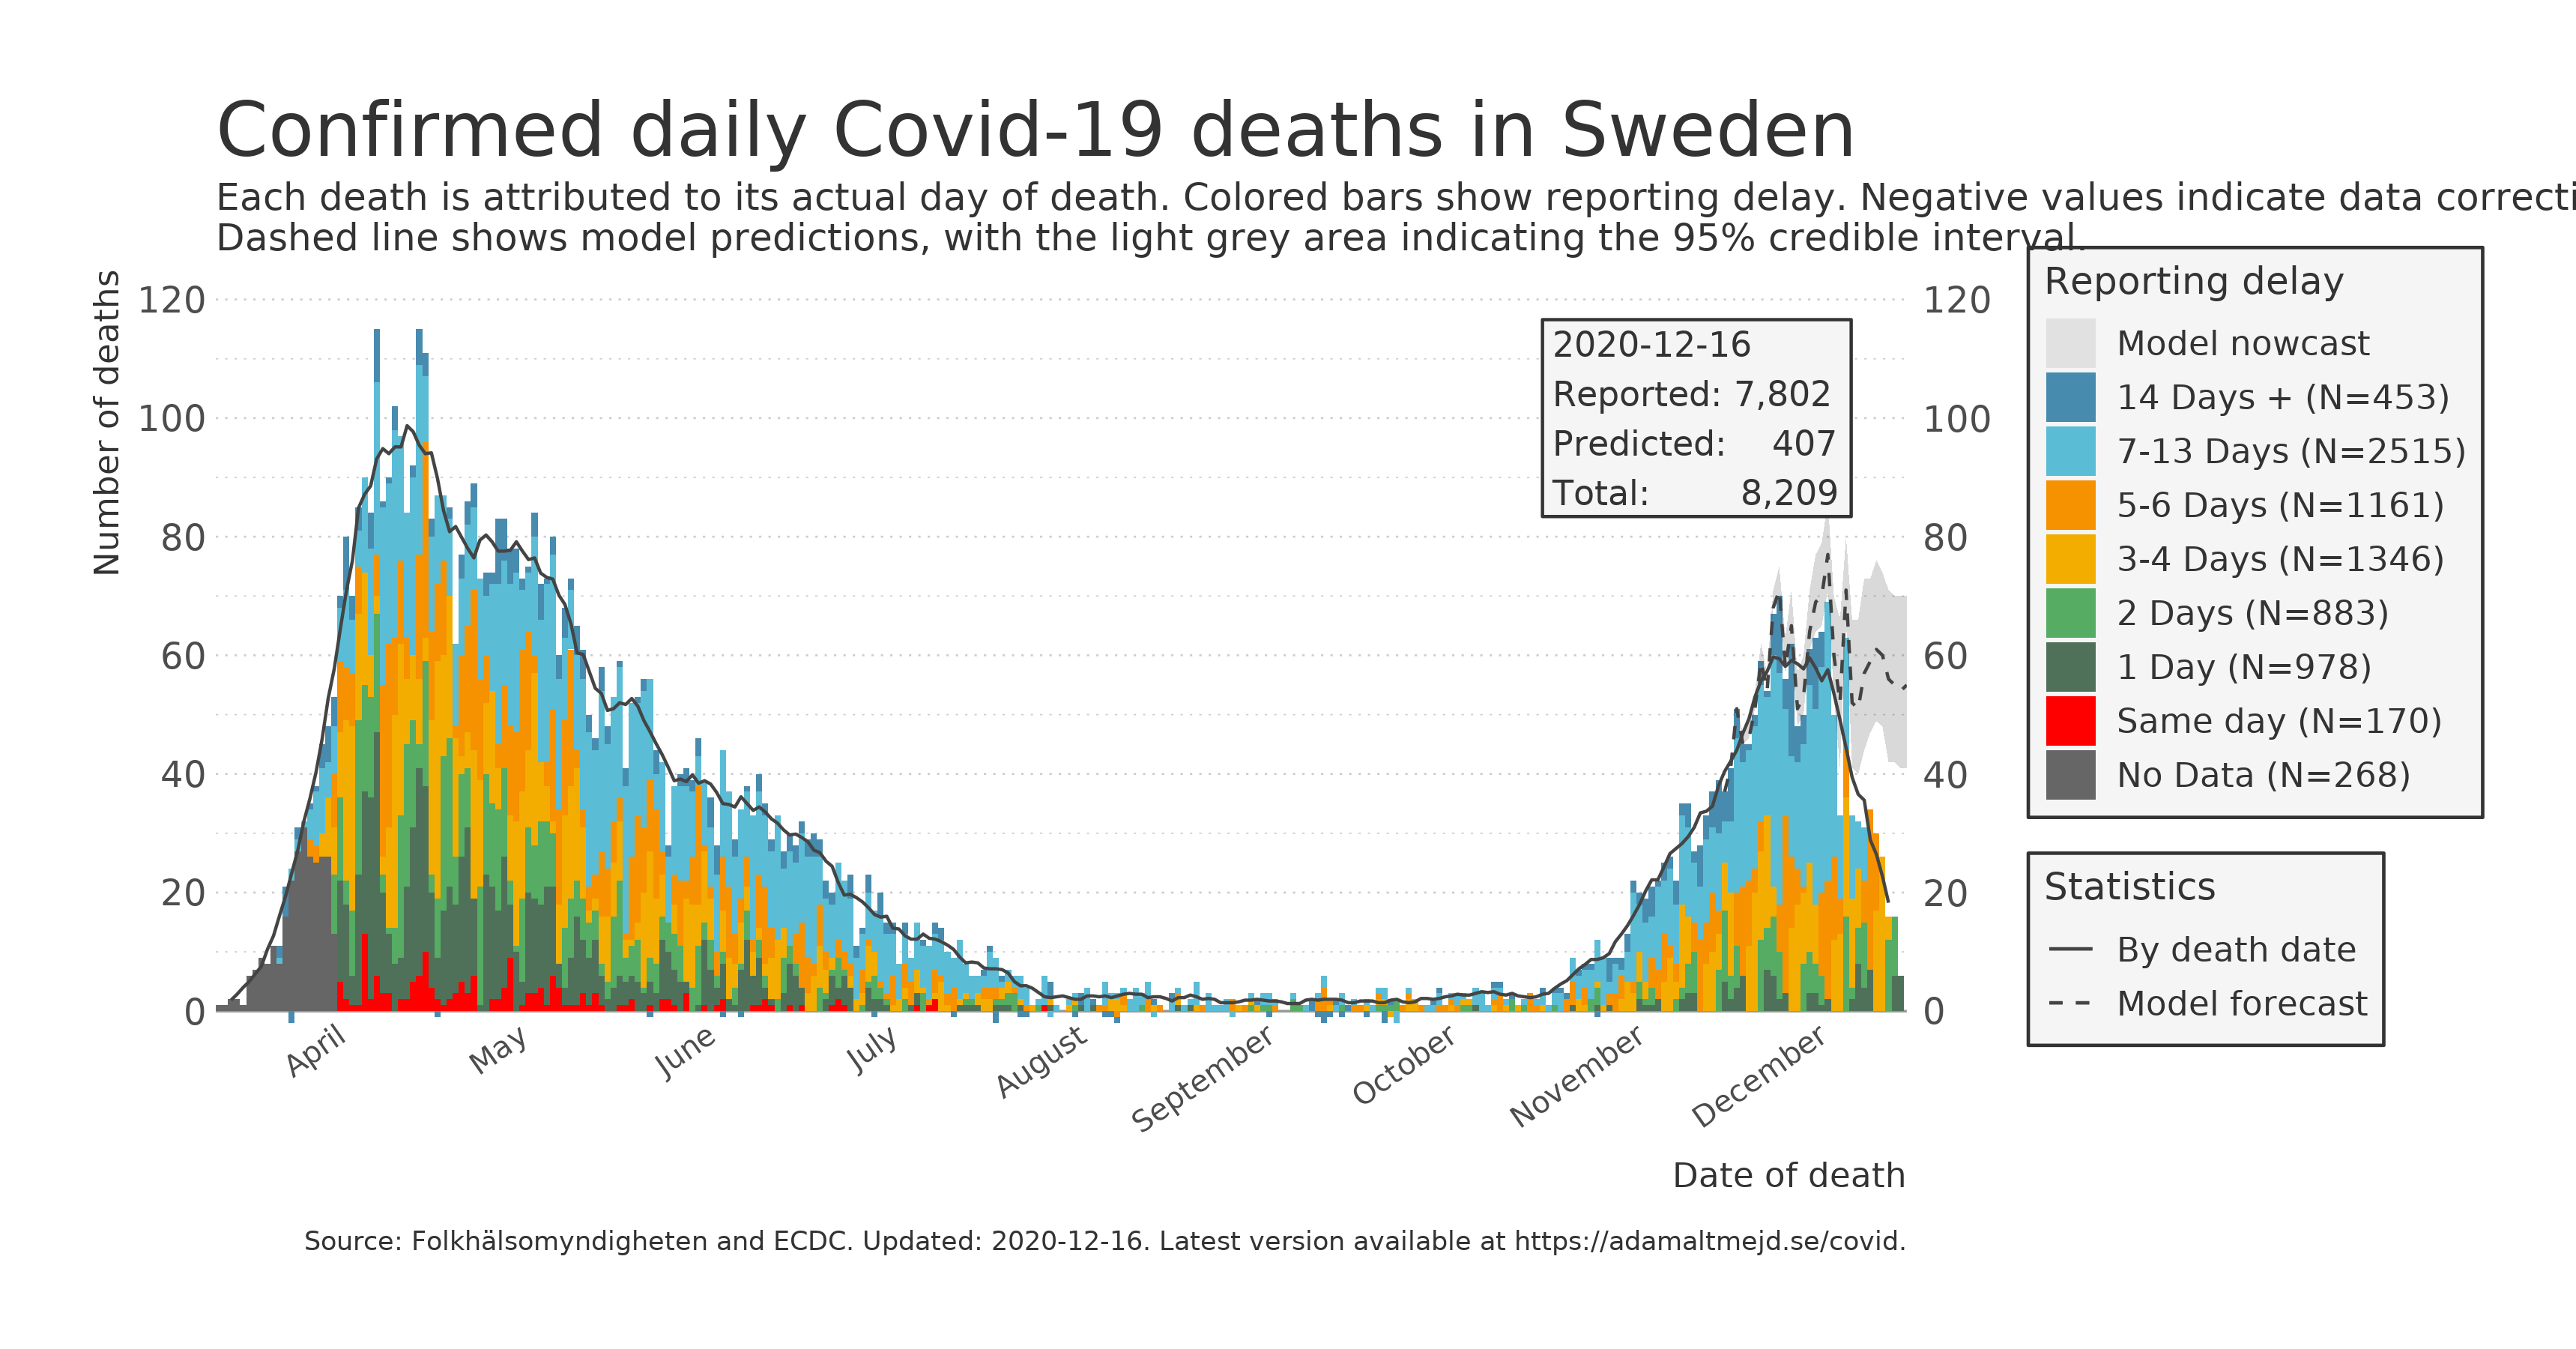 Confirmed daily Covid-19 deaths in Sweden
Each death is attributed to its actual day of death. Colored bars show reporting delay. Negative values indicate data correcti
Dashed line shows model predictions, with the light grey area indicating the 95% credible interval.
Number of deaths
120
100
80
60
40
20
0
2020-12-16
Reported: 7,802
Predicted: 407
Total: 8,209
120
100
80
60
40
20
0
April
May
June
July
August
September
October
November
December
Date of death
Reporting delay
Model nowcast
14 Days + (N=453)
7-13 Days (N=2515)
5-6 Days (N=1161)
3-4 Days (N=1346)
2 Days (N=883)
1 Day (N=978)
Same day (N=170)
No Data (N=268)
Statistics
By death date
Model forecast
Source: Folkhälsomyndigheten and ECDC. Updated: 2020-12-16. Latest version available at https://adamaltmejd.se/covid.